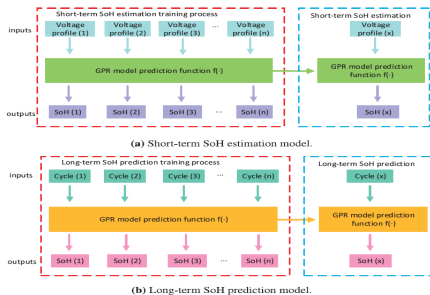 Short-term SoH estimation training process
Short-term SoH estimation
inputs
Voltage profile (1)
Voltage profile (2)
Voltage profile (3)
...
Voltage profile (n)
Voltage profile (x)
GPR model prediction function f(·)
GPR model prediction function f(·)
outputs
SoH (1)
SoH (2)
SoH (3)
...
SoH (n)
SoH (x)
(a) Short-term SoH estimation model.
Long-term SoH prediction training process
Long-term SoH prediction
inputs
Cycle (1)
Cycle (2)
Cycle (3)
...
Cycle (n)
Cycle (x)
GPR model prediction function f(·)
GPR model prediction function f(·)
outputs
SoH (1)
SoH (2)
SoH (3)
...
SoH (n)
SoH (x)
(b) Long-term SoH prediction model.